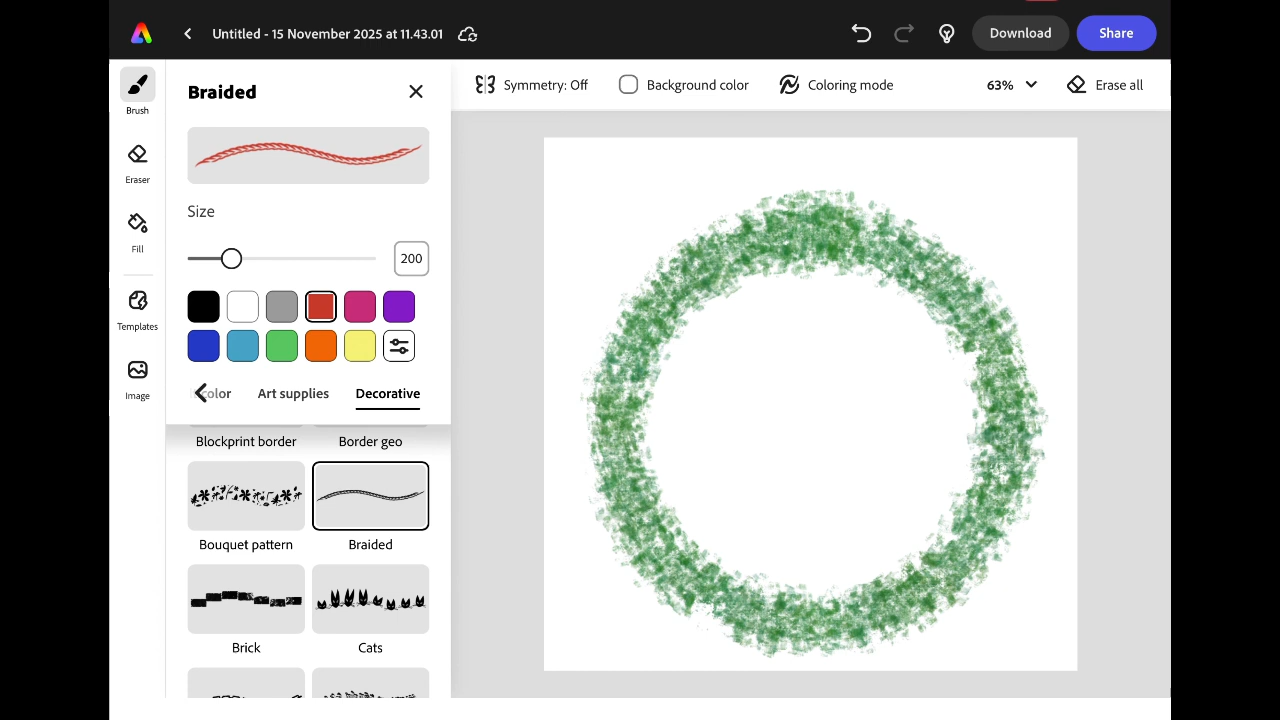 Untitled - 15 November 2025 at 11.43.01
Download
Share
Brush
Eraser
Fill
Templates
Image
Braided
Size
200
color
Art supplies
Decorative
Blockprint border
Border geo
Bouquet pattern
Braided
Brick
Cats
Symmetry: Off
Background color
Coloring mode
63%
Erase all